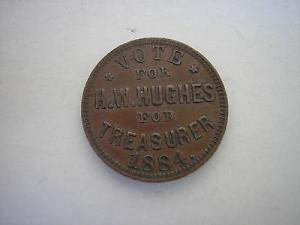 VOTE
FOR
H.W.HUGHES
FOR
TREASURER
1884